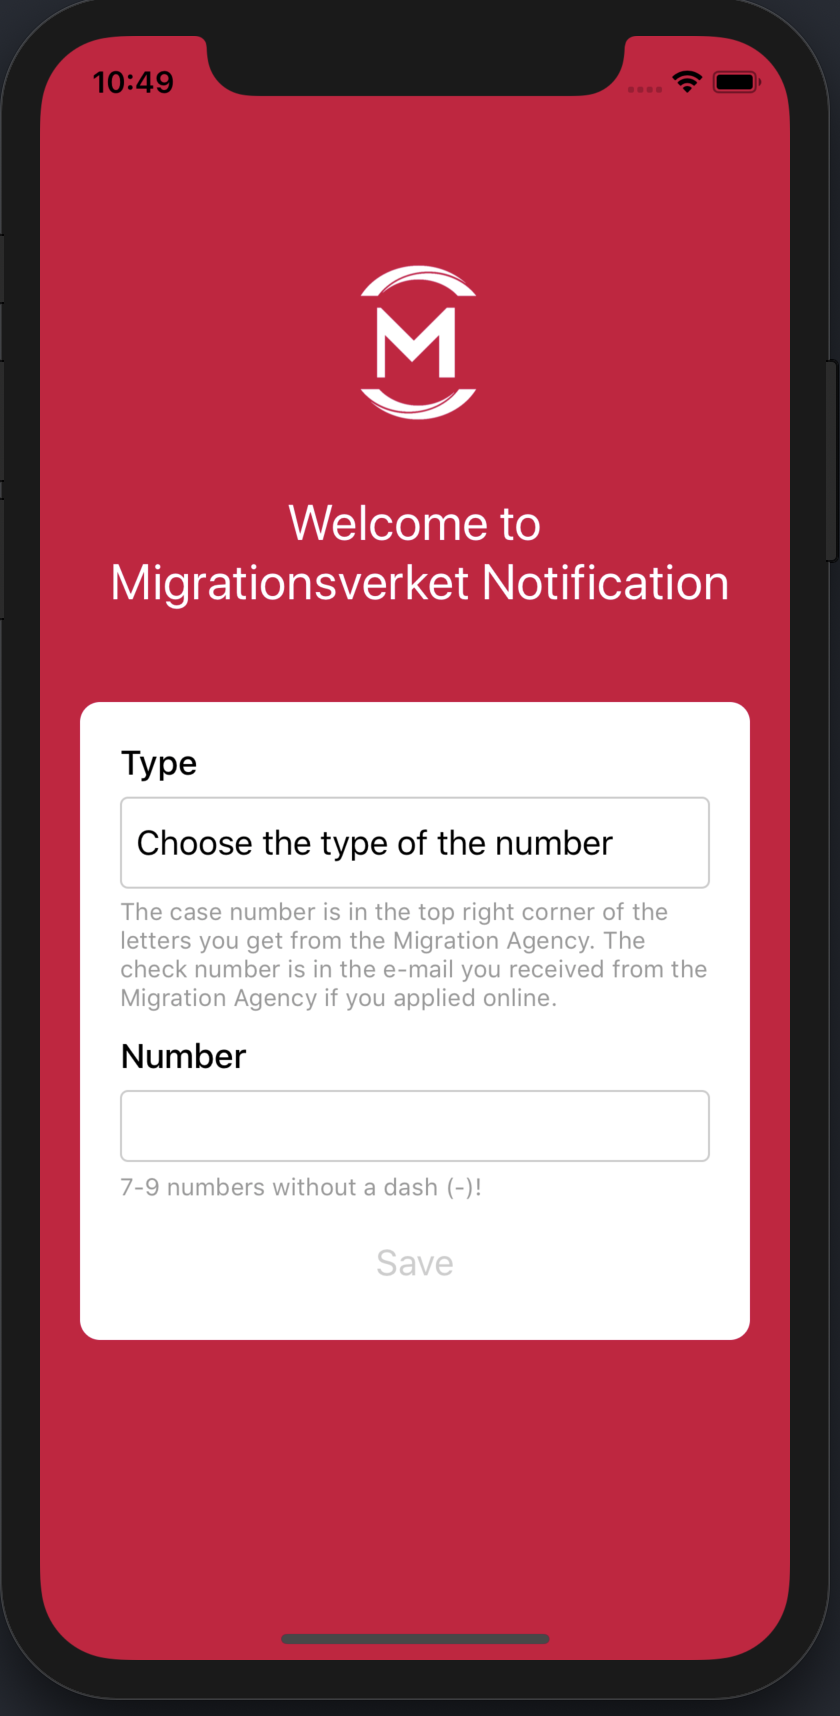 10:49
M
Welcome to
Migrationsverket Notification
Type
Choose the type of the number
The case number is in the top right corner of the
letters you get from the Migration Agency. The
check number is in the e-mail you received from the
Migration Agency if you applied online.
Number
7-9 numbers without a dash (-)!
Save